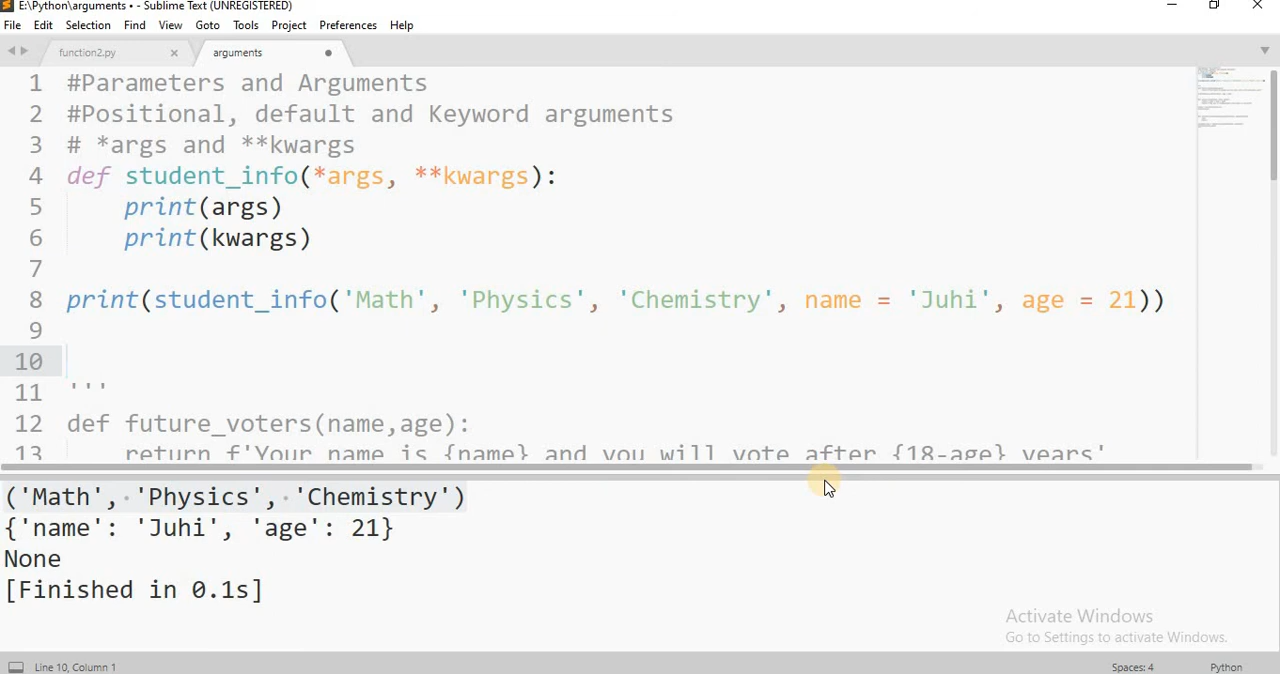 E:\Python\arguments • - Sublime Text (UNREGISTERED)
File Edit Selection Find View Goto Tools Project Preferences Help
function2.py arguments
1 #Parameters and Arguments
2 #Positional, default and Keyword arguments
3 # *args and **kwargs
4 def student_info(*args, **kwargs):
5 print(args)
6 print(kwargs)
7
8 print(student_info('Math', 'Physics', 'Chemistry', name = 'Juhi', age = 21))
9
10
11 '''
12 def future_voters(name,age):
13 return f'Your name is {name} and you will vote after {18-age} years'
('Math', 'Physics', 'Chemistry')
{'name': 'Juhi', 'age': 21}
None
[Finished in 0.1s]
Activate Windows
Go to Settings to activate Windows.
Line 10, Column 1 Spaces: 4 Python